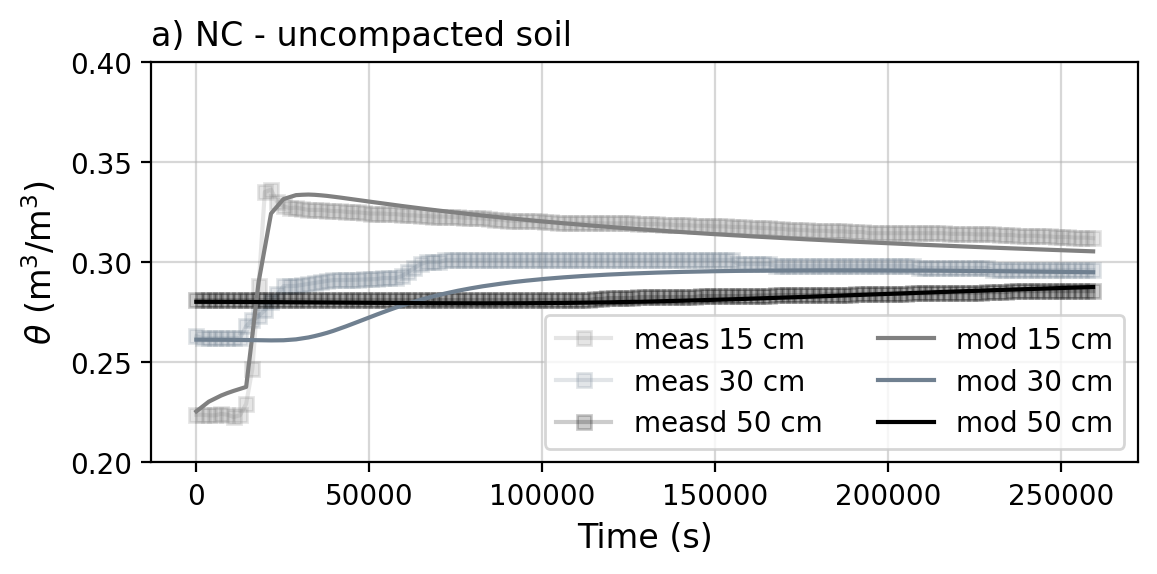 a) NC - uncompacted soil
0.40
0.35
0.30
0.25
0.20
θ (m³/m³)
meas 15 cm
meas 30 cm
measd 50 cm
mod 15 cm
mod 30 cm
mod 50 cm
0 50000 100000 150000 200000 250000
Time (s)